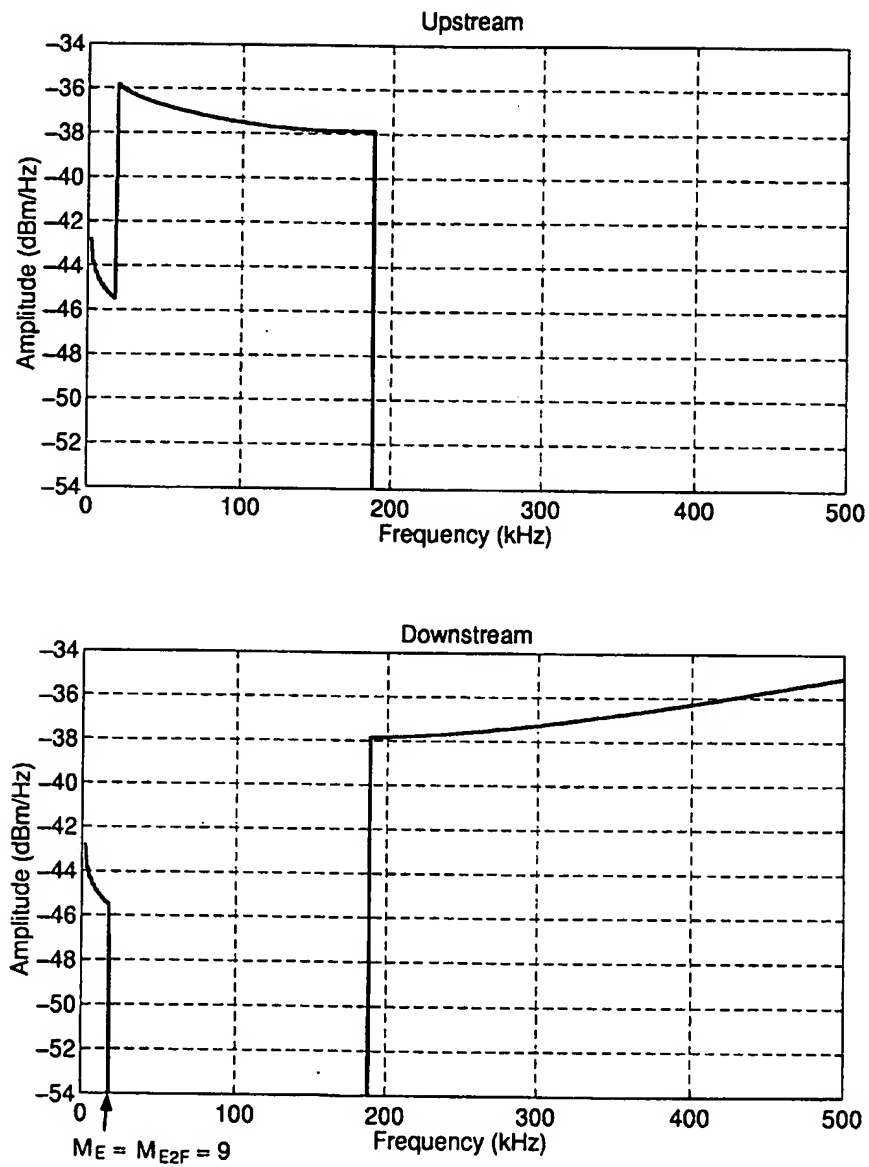 Upstream
Amplitude (dBm/Hz)
−34
−36
−38
−40
−42
−44
−46
−48
−50
−52
−54
0 100 200 300 400 500
Frequency (kHz)
Downstream
Amplitude (dBm/Hz)
−34
−36
−38
−40
−42
−44
−46
−48
−50
−52
−54
0 100 200 300 400 500
Frequency (kHz)
M_E = M_E2F = 9